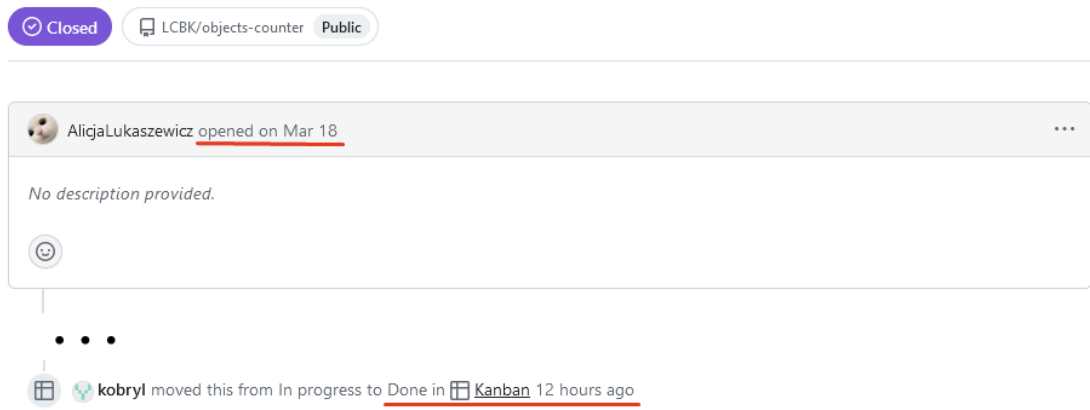 Closed LCBK/objects-counter Public
AlicjaLukaszewicz opened on Mar 18
No description provided.
kobryl moved this from In progress to Done in Kanban 12 hours ago